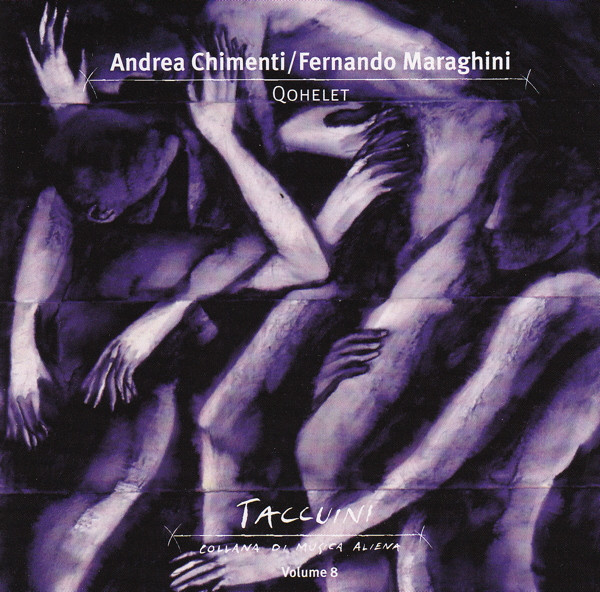 Andrea Chimenti/Fernando Maraghini
QOHELET
TACCUINI
COLLANA DI MUSICA ALIENA
Volume 8